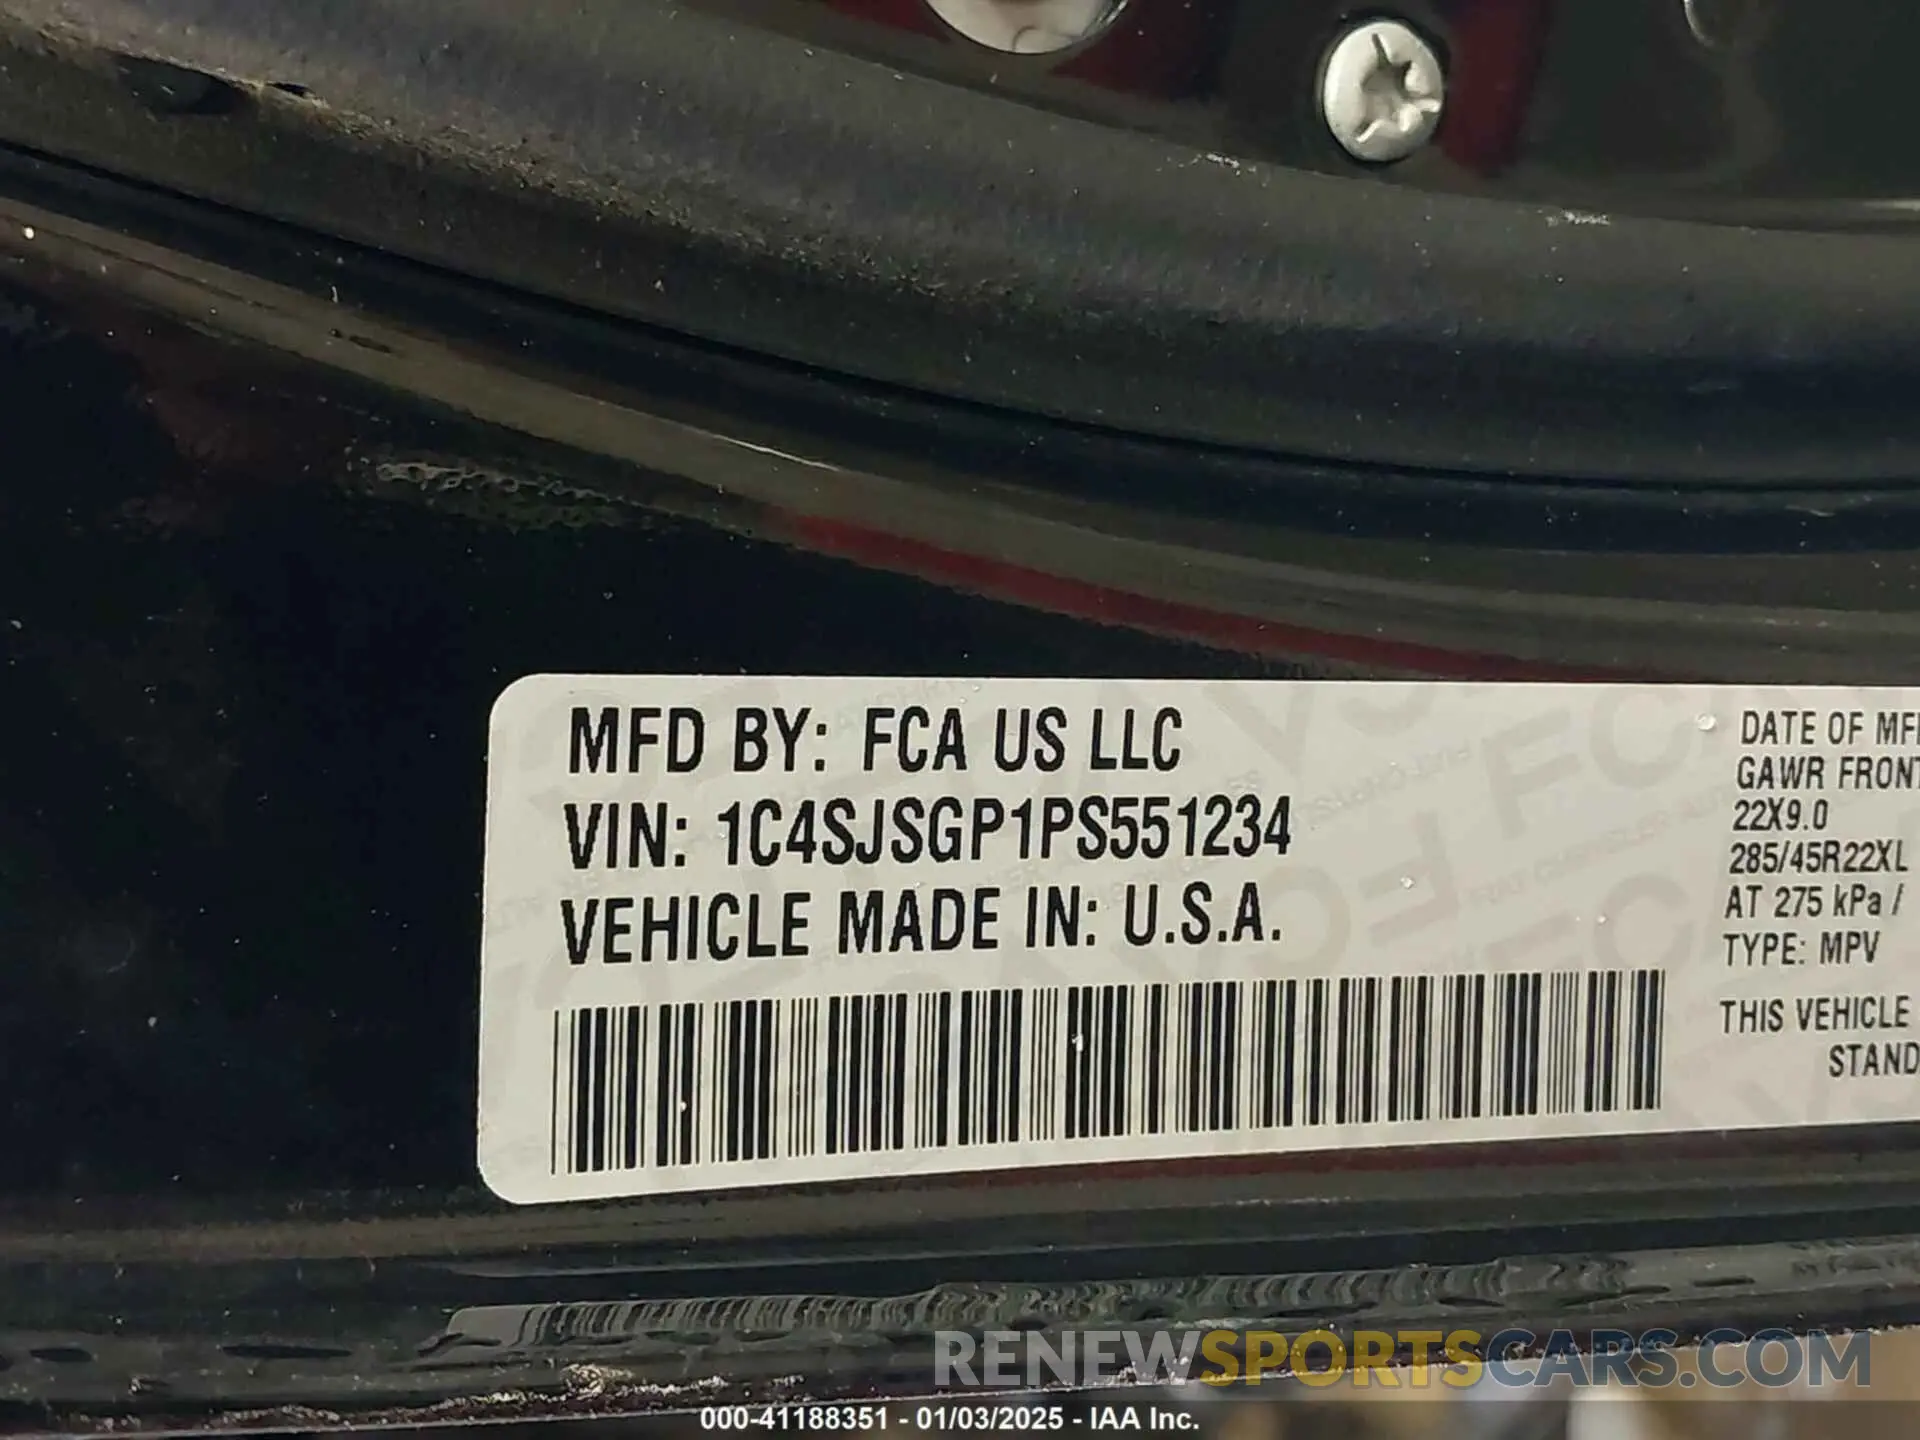 MFD BY: FCA US LLC
VIN: 1C4SJSGP1PS551234
VEHICLE MADE IN: U.S.A.
DATE OF MF
GAWR FRONT
22X9.0
285/45R22XL
AT 275 kPa /
TYPE: MPV
THIS VEHICLE
STAND
RENEWSPORTSCARS.COM
000-41188351 - 01/03/2025 - IAA Inc.